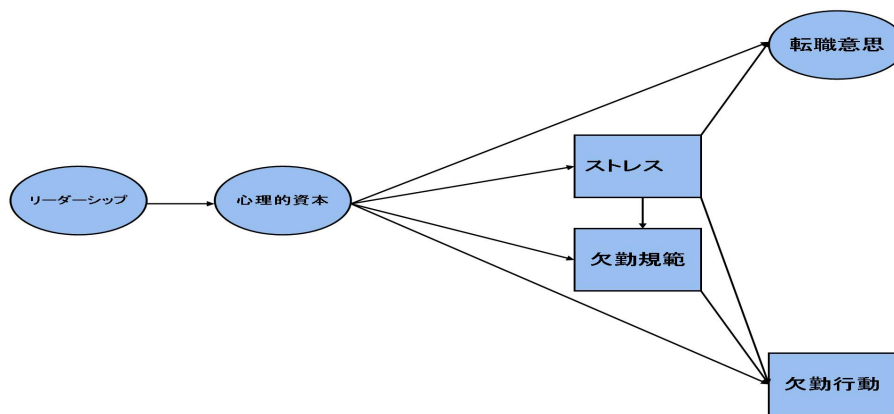 転職意思
ストレス
リーダーシップ
心理的資本
欠勤規範
欠勤行動